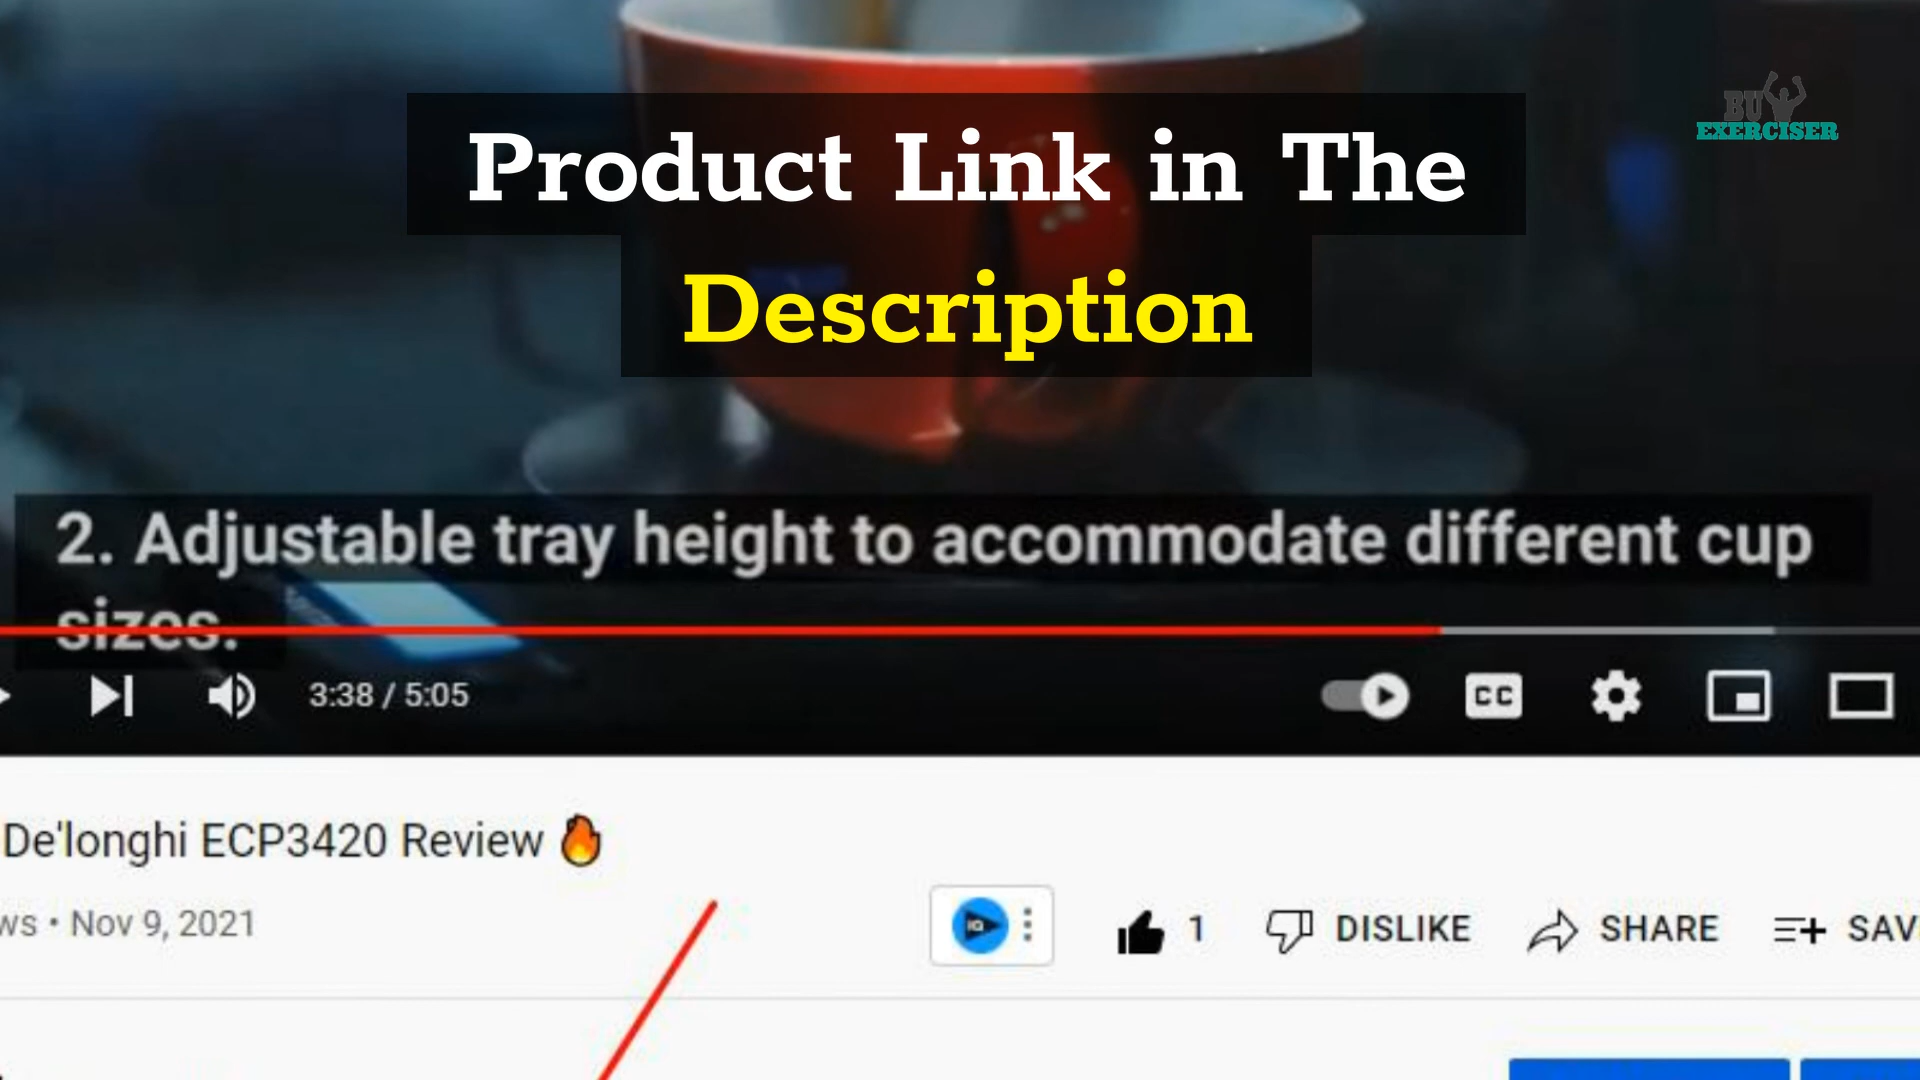 BU
EXERCISER
Product Link in The
Description
2. Adjustable tray height to accommodate different cup
sizes.
3:38 / 5:05
CC
De'longhi ECP3420 Review
ws • Nov 9, 2021
IQ
1
DISLIKE
SHARE
SAV